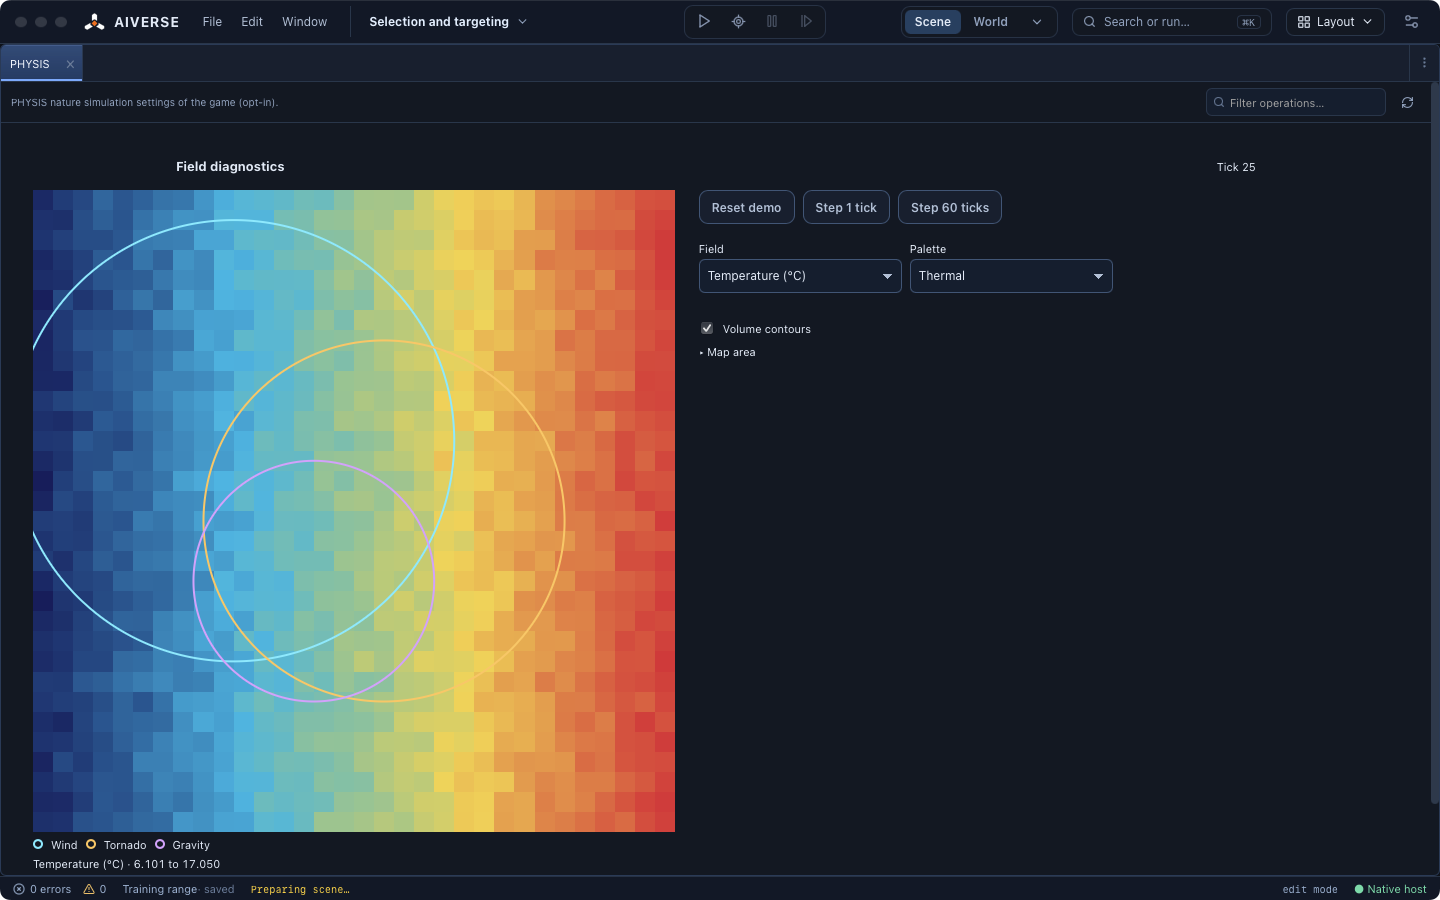 AIVERSE File Edit Window Selection and targeting Scene World Search or run... ⌘K Layout
PHYSIS
PHYSIS nature simulation settings of the game (opt-in). Filter operations...
Field diagnostics Tick 25
Reset demo Step 1 tick Step 60 ticks
Field Palette
Temperature (°C) Thermal
Volume contours
Map area
Wind Tornado Gravity
Temperature (°C) · 6.101 to 17.050
0 errors 0 Training range · saved Preparing scene… edit mode Native host